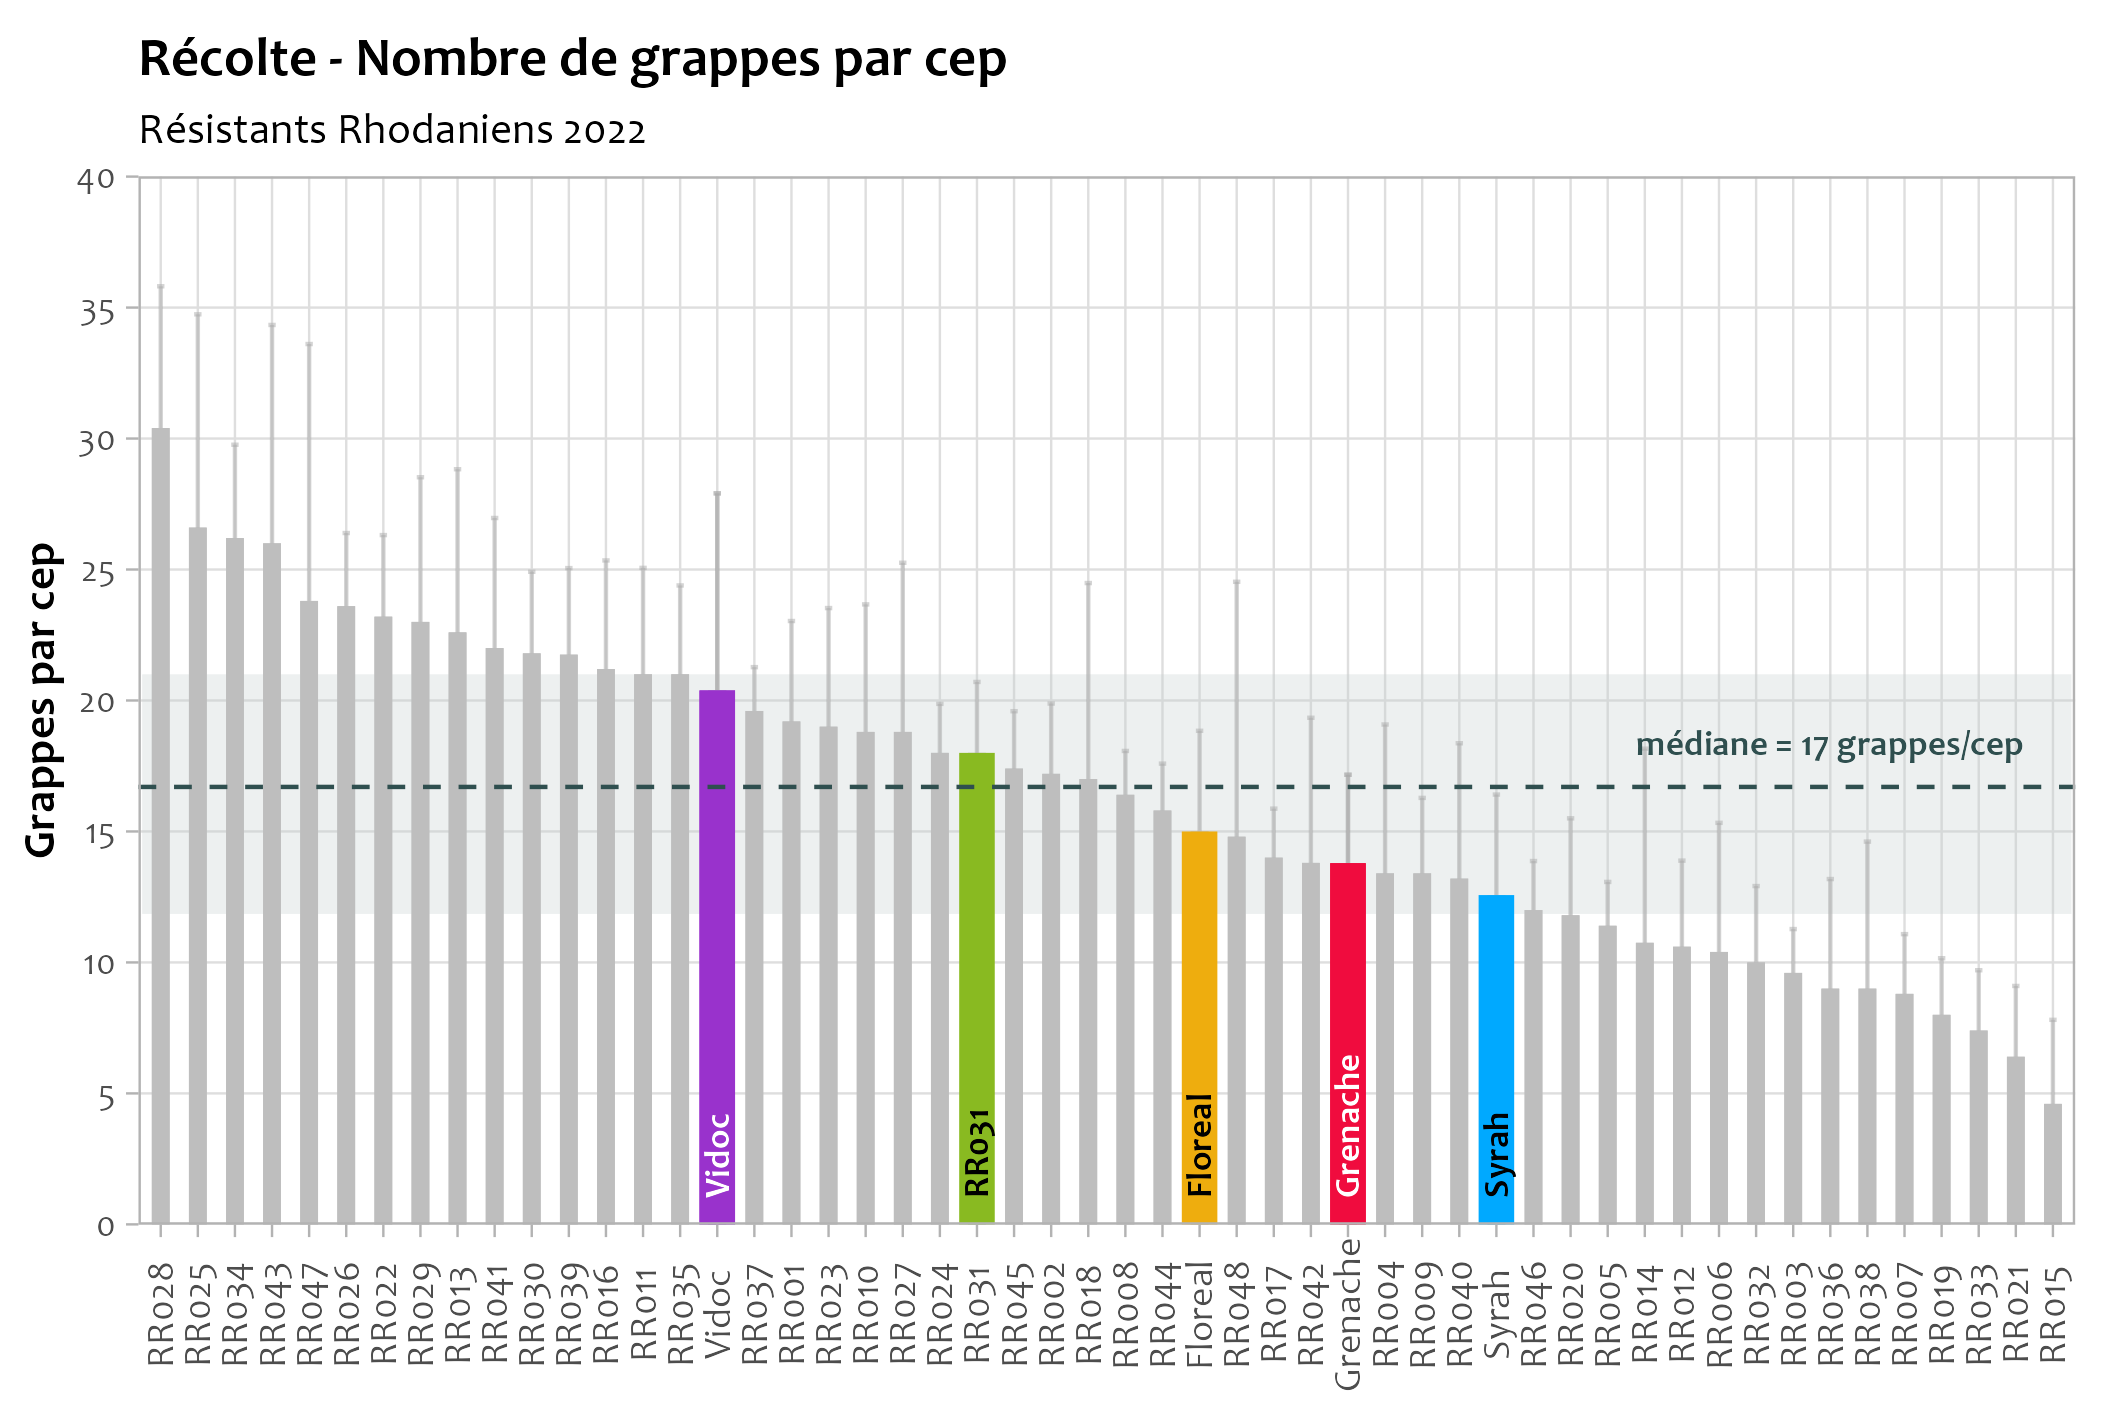 Récolte - Nombre de grappes par cep
Résistants Rhodaniens 2022
Grappes par cep
40
35
30
25
20
15
10
5
0
médiane = 17 grappes/cep
Vidoc
RR031
Floreal
Grenache
Syrah
RR028
RR025
RR034
RR043
RR047
RR026
RR022
RR029
RR013
RR041
RR030
RR039
RR016
RR011
RR035
Vidoc
RR037
RR001
RR023
RR010
RR027
RR024
RR031
RR045
RR002
RR018
RR008
RR044
Floreal
RR048
RR017
RR042
Grenache
RR004
RR009
RR040
Syrah
RR046
RR020
RR005
RR014
RR012
RR006
RR032
RR003
RR036
RR038
RR007
RR019
RR033
RR021
RR015